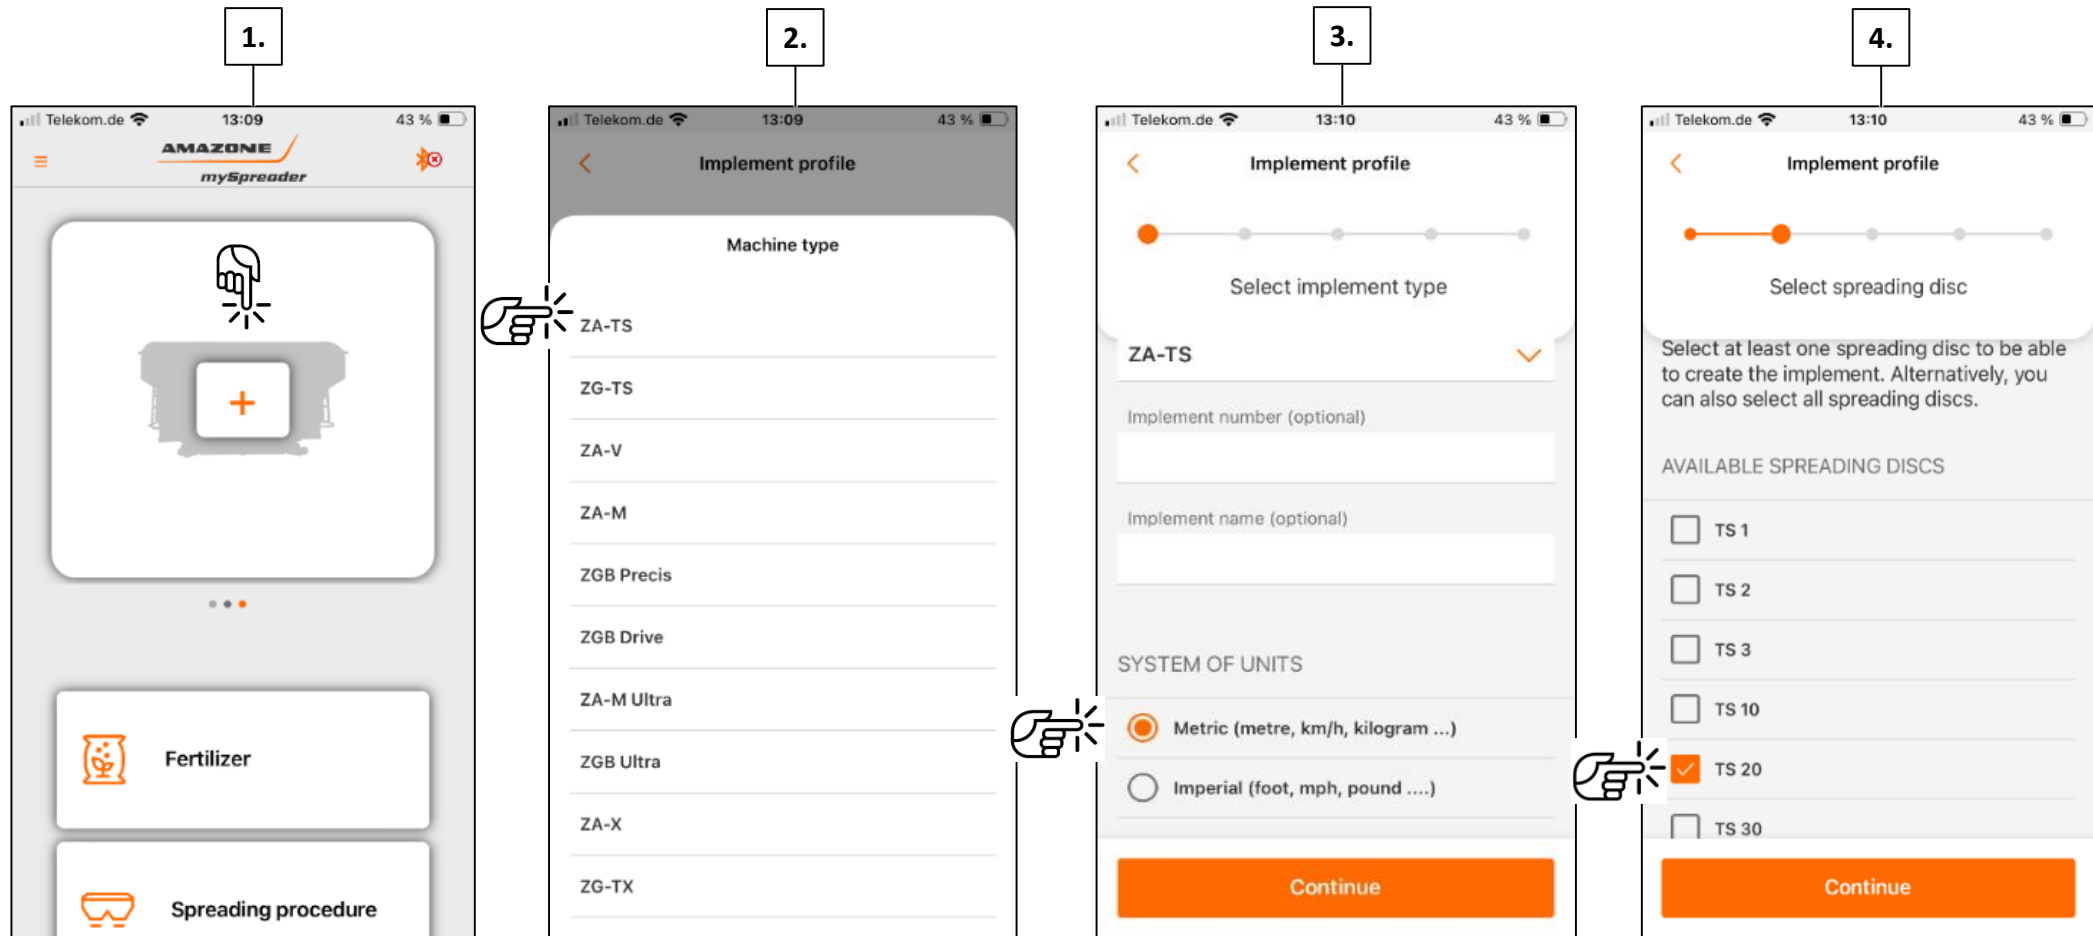 1.
Telekom.de 13:09 43 %
AMAZONE
mySpreader
Fertilizer
Spreading procedure
2.
Telekom.de 13:09 43 %
Implement profile
Machine type
ZA-TS
ZG-TS
ZA-V
ZA-M
ZGB Precis
ZGB Drive
ZA-M Ultra
ZGB Ultra
ZA-X
ZG-TX
3.
Telekom.de 13:10 43 %
Implement profile
Select implement type
ZA-TS
Implement number (optional)
Implement name (optional)
SYSTEM OF UNITS
Metric (metre, km/h, kilogram ...)
Imperial (foot, mph, pound ....)
Continue
4.
Telekom.de 13:10 43 %
Implement profile
Select spreading disc
Select at least one spreading disc to be able
to create the implement. Alternatively, you
can also select all spreading discs.
AVAILABLE SPREADING DISCS
TS 1
TS 2
TS 3
TS 10
TS 20
TS 30
Continue